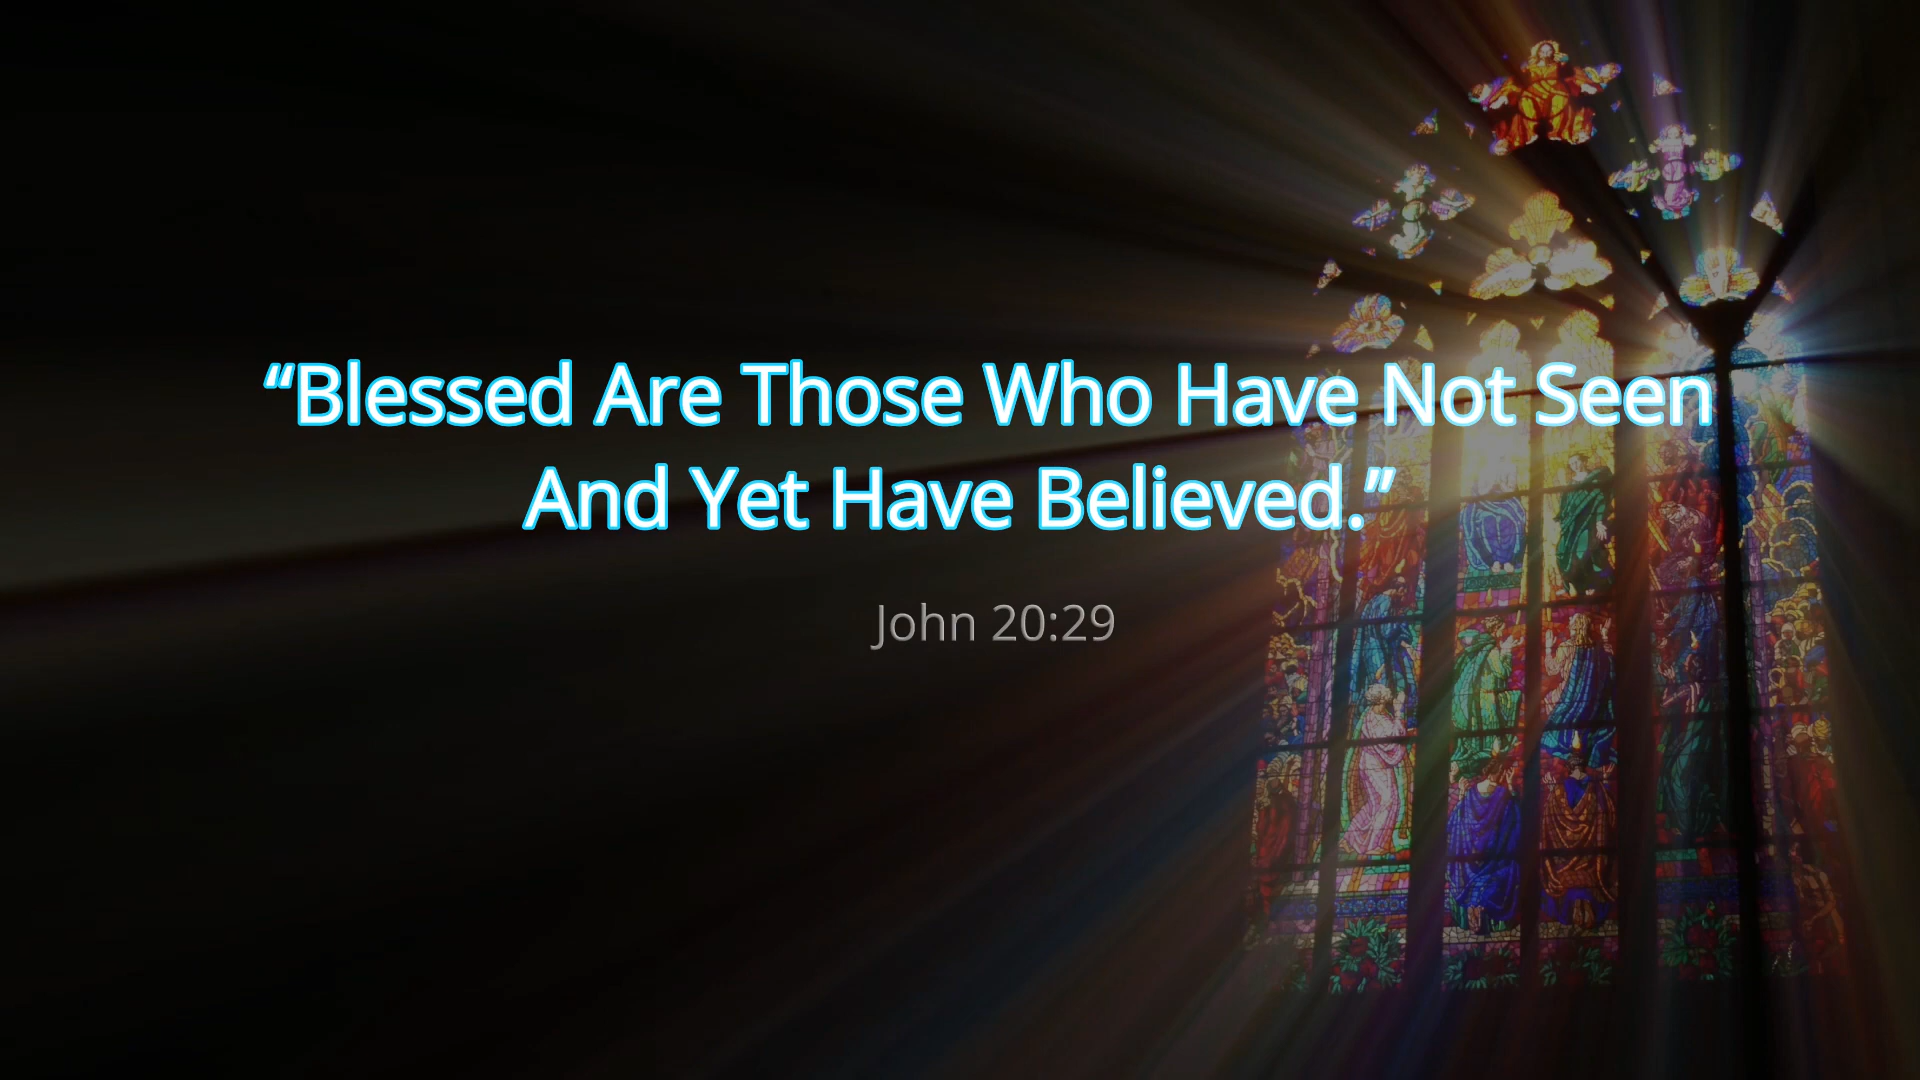 “Blessed Are Those Who Have Not Seen
And Yet Have Believed.”
John 20:29